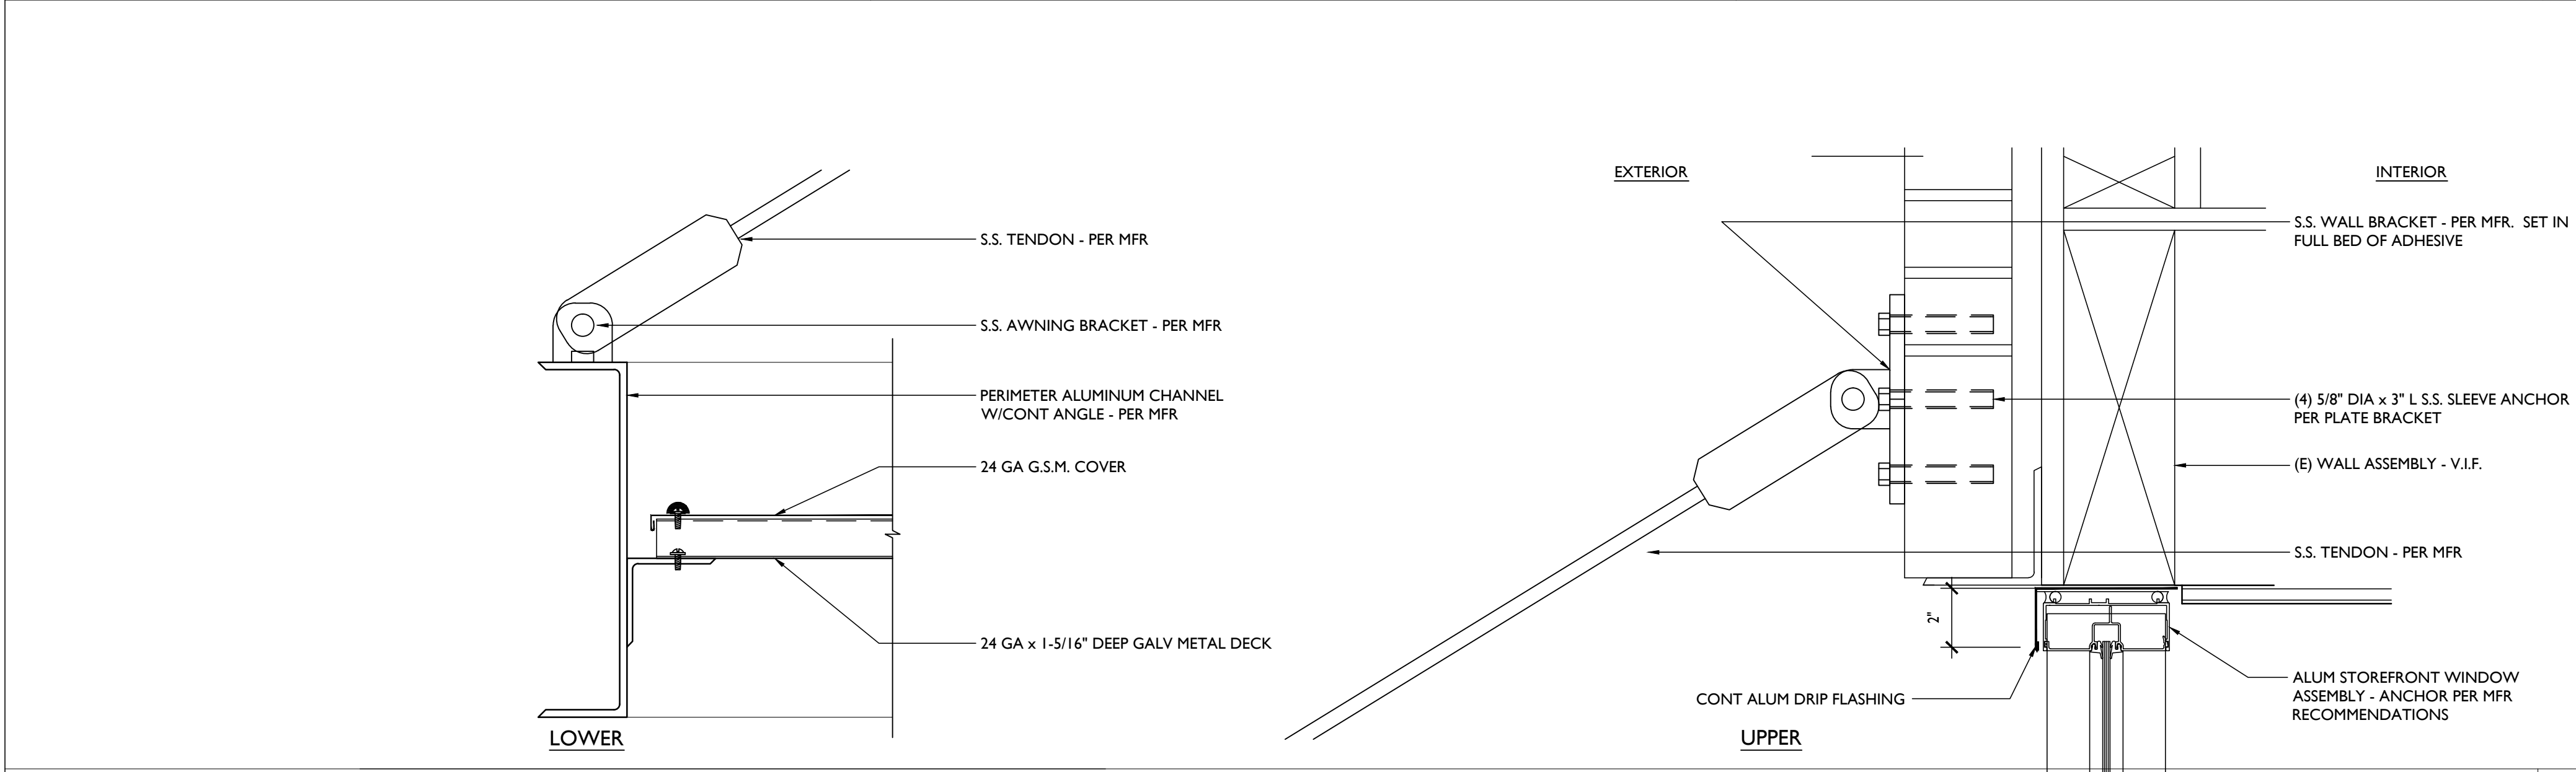 S.S. TENDON - PER MFR
S.S. AWNING BRACKET - PER MFR
PERIMETER ALUMINUM CHANNEL
W/CONT ANGLE - PER MFR
24 GA G.S.M. COVER
24 GA x 1-5/16" DEEP GALV METAL DECK
LOWER
EXTERIOR
INTERIOR
S.S. WALL BRACKET - PER MFR. SET IN
FULL BED OF ADHESIVE
(4) 5/8" DIA x 3" L S.S. SLEEVE ANCHOR
PER PLATE BRACKET
(E) WALL ASSEMBLY - V.I.F.
S.S. TENDON - PER MFR
2"
CONT ALUM DRIP FLASHING
ALUM STOREFRONT WINDOW
ASSEMBLY - ANCHOR PER MFR
RECOMMENDATIONS
UPPER